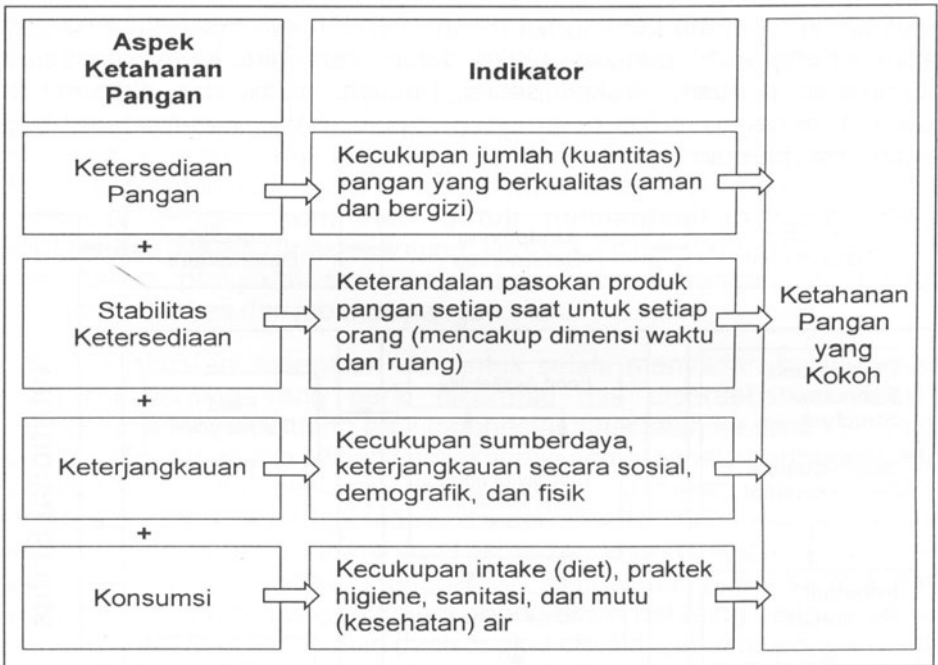 Aspek
Ketahanan
Pangan
Indikator
Ketersediaan
Pangan
Kecukupan jumlah (kuantitas)
pangan yang berkualitas (aman
dan bergizi)
+
Stabilitas
Ketersediaan
Keterandalan pasokan produk
pangan setiap saat untuk setiap
orang (mencakup dimensi waktu
dan ruang)
+
Keterjangkauan
Kecukupan sumberdaya,
keterjangkauan secara sosial,
demografik, dan fisik
+
Konsumsi
Kecukupan intake (diet), praktek
higiene, sanitasi, dan mutu
(kesehatan) air
Ketahanan
Pangan
yang
Kokoh